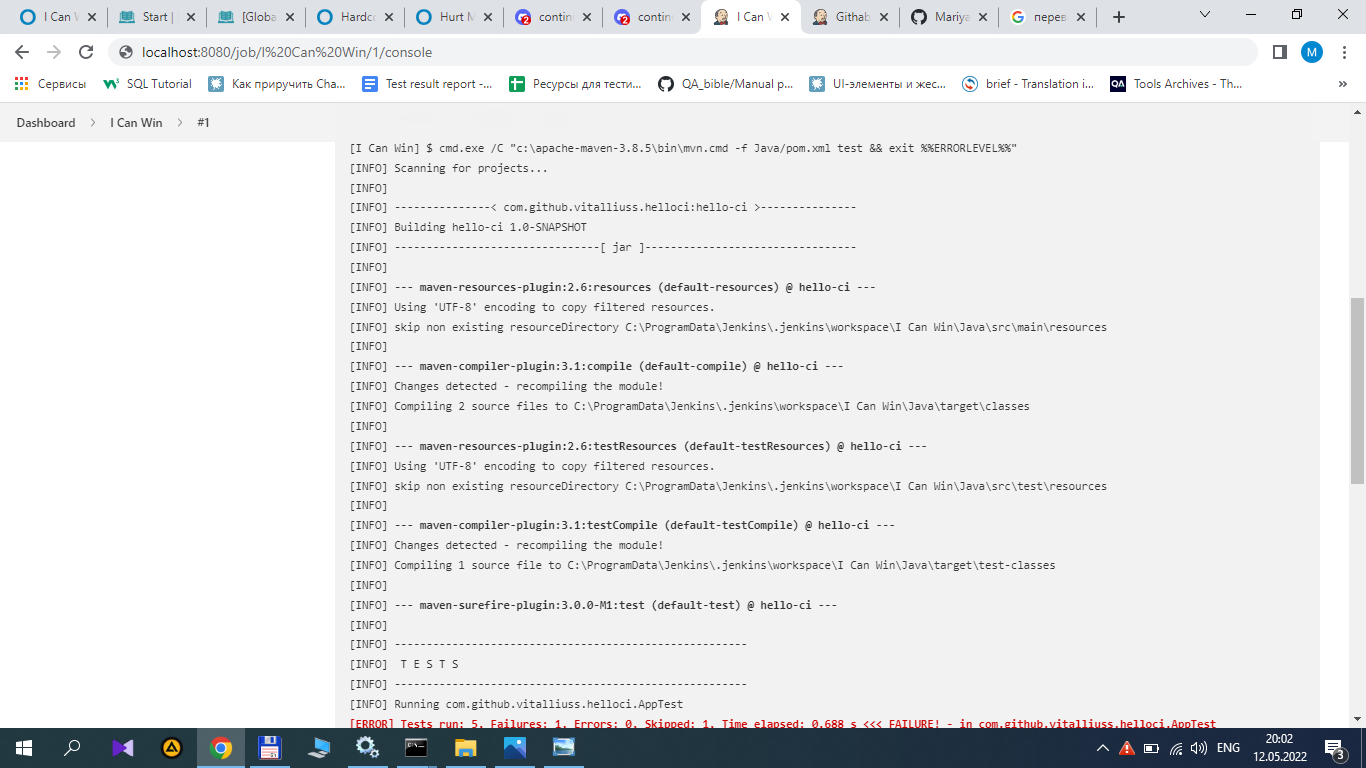 I Can W
Start |
[Globa
Hardco
Hurt M
contin
contin
I Can W
Githab
Mariya
перев
localhost:8080/job/I%20Can%20Win/1/console
M
Сервисы
SQL Tutorial
Как приручить Cha...
Test result report -...
Ресурсы для тести...
QA_bible/Manual p...
UI-элементы и жес...
QA
brief - Translation i...
Tools Archives - Th...
»
Dashboard
I Can Win
#1
[I Can Win] $ cmd.exe /C "c:\apache-maven-3.8.5\bin\mvn.cmd -f Java/pom.xml test && exit %%ERRORLEVEL%%"
[INFO] Scanning for projects...
[INFO]
[INFO] ---------------< com.github.vitalliuss.helloci:hello-ci >---------------
[INFO] Building hello-ci 1.0-SNAPSHOT
[INFO] --------------------------------[ jar ]---------------------------------
[INFO]
[INFO] --- maven-resources-plugin:2.6:resources (default-resources) @ hello-ci ---
[INFO] Using 'UTF-8' encoding to copy filtered resources.
[INFO] skip non existing resourceDirectory C:\ProgramData\Jenkins\.jenkins\workspace\I Can Win\Java\src\main\resources
[INFO]
[INFO] --- maven-compiler-plugin:3.1:compile (default-compile) @ hello-ci ---
[INFO] Changes detected - recompiling the module!
[INFO] Compiling 2 source files to C:\ProgramData\Jenkins\.jenkins\workspace\I Can Win\Java\target\classes
[INFO]
[INFO] --- maven-resources-plugin:2.6:testResources (default-testResources) @ hello-ci ---
[INFO] Using 'UTF-8' encoding to copy filtered resources.
[INFO] skip non existing resourceDirectory C:\ProgramData\Jenkins\.jenkins\workspace\I Can Win\Java\src\test\resources
[INFO]
[INFO] --- maven-compiler-plugin:3.1:testCompile (default-testCompile) @ hello-ci ---
[INFO] Changes detected - recompiling the module!
[INFO] Compiling 1 source file to C:\ProgramData\Jenkins\.jenkins\workspace\I Can Win\Java\target\test-classes
[INFO]
[INFO] --- maven-surefire-plugin:3.0.0-M1:test (default-test) @ hello-ci ---
[INFO]
[INFO] -------------------------------------------------------
[INFO]  T E S T S
[INFO] -------------------------------------------------------
[INFO] Running com.github.vitalliuss.helloci.AppTest
[ERROR] Tests run: 5, Failures: 1, Errors: 0, Skipped: 1, Time elapsed: 0.688 s <<< FAILURE! - in com.github.vitalliuss.helloci.AppTest
ENG
20:02
12.05.2022
3